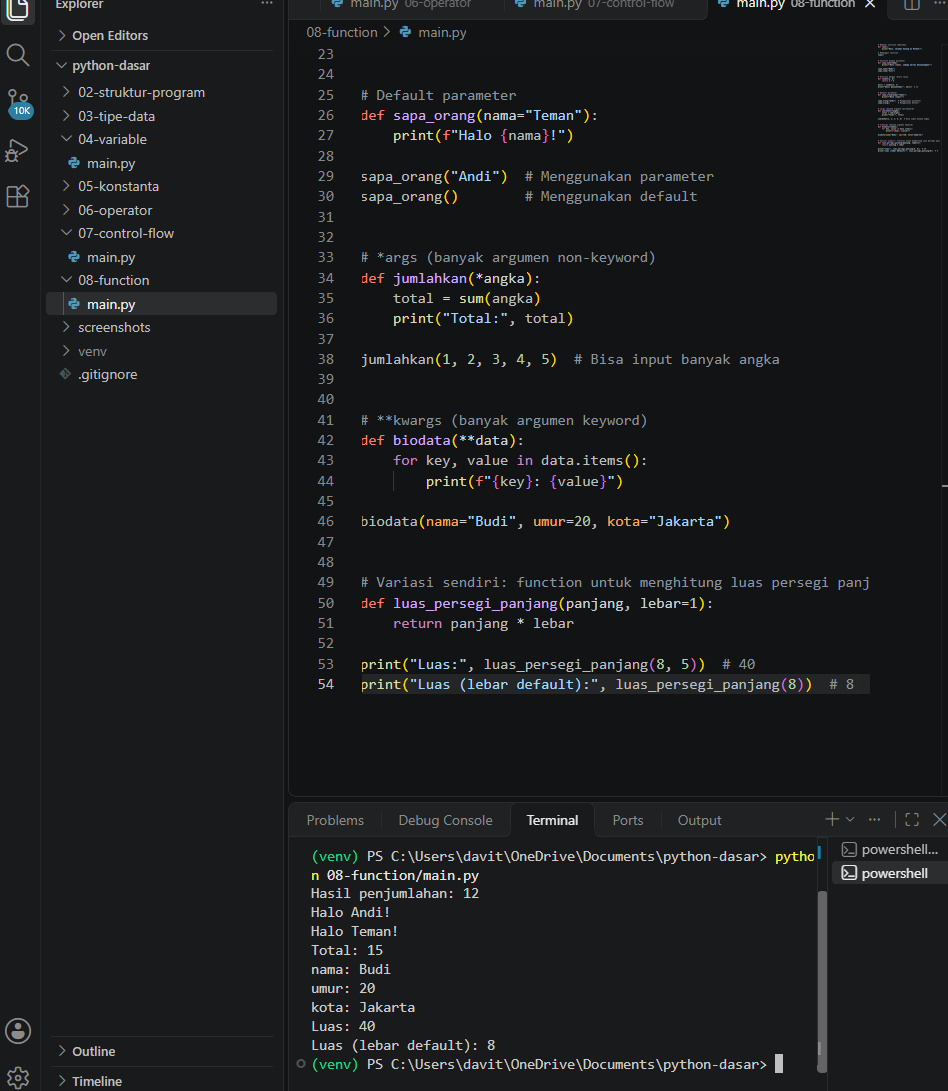 Explorer
Open Editors
python-dasar
02-struktur-program
03-tipe-data
04-variable
main.py
05-konstanta
06-operator
07-control-flow
main.py
08-function
main.py
screenshots
venv
.gitignore
Outline
Timeline
10K
main.py 06-operator
main.py 07-control-flow
main.py 08-function
08-function > main.py
23
24
25 # Default parameter
26 def sapa_orang(nama="Teman"):
27     print(f"Halo {nama}!")
28
29 sapa_orang("Andi")  # Menggunakan parameter
30 sapa_orang()        # Menggunakan default
31
32
33 # *args (banyak argumen non-keyword)
34 def jumlahkan(*angka):
35     total = sum(angka)
36     print("Total:", total)
37
38 jumlahkan(1, 2, 3, 4, 5)  # Bisa input banyak angka
39
40
41 # **kwargs (banyak argumen keyword)
42 def biodata(**data):
43     for key, value in data.items():
44         print(f"{key}: {value}")
45
46 biodata(nama="Budi", umur=20, kota="Jakarta")
47
48
49 # Variasi sendiri: function untuk menghitung luas persegi panj
50 def luas_persegi_panjang(panjang, lebar=1):
51     return panjang * lebar
52
53 print("Luas:", luas_persegi_panjang(8, 5))  # 40
54 print("Luas (lebar default):", luas_persegi_panjang(8))  # 8
Problems Debug Console Terminal Ports Output
(venv) PS C:\Users\davit\OneDrive\Documents\python-dasar> pytho
n 08-function/main.py
Hasil penjumlahan: 12
Halo Andi!
Halo Teman!
Total: 15
nama: Budi
umur: 20
kota: Jakarta
Luas: 40
Luas (lebar default): 8
(venv) PS C:\Users\davit\OneDrive\Documents\python-dasar>
powershell...
powershell